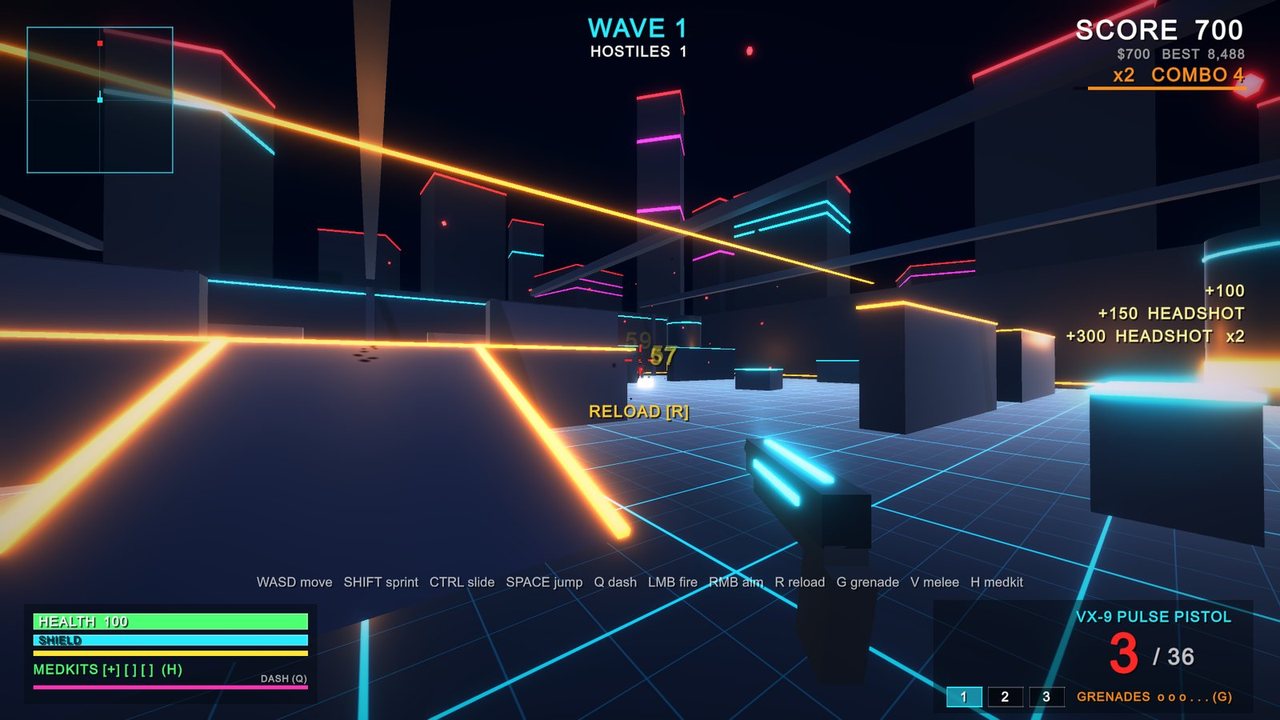 WAVE 1
HOSTILES 1
SCORE 700
$700 BEST 8,488
x2 COMBO 4
+100
+150 HEADSHOT
+300 HEADSHOT x2
59
57
RELOAD [R]
WASD move SHIFT sprint CTRL slide SPACE jump Q dash LMB fire RMB aim R reload G grenade V melee H medkit
HEALTH 100
SHIELD
MEDKITS [+] [ ] [ ] (H)
DASH (Q)
VX-9 PULSE PISTOL
3 / 36
1 2 3
GRENADES o o o . . . (G)